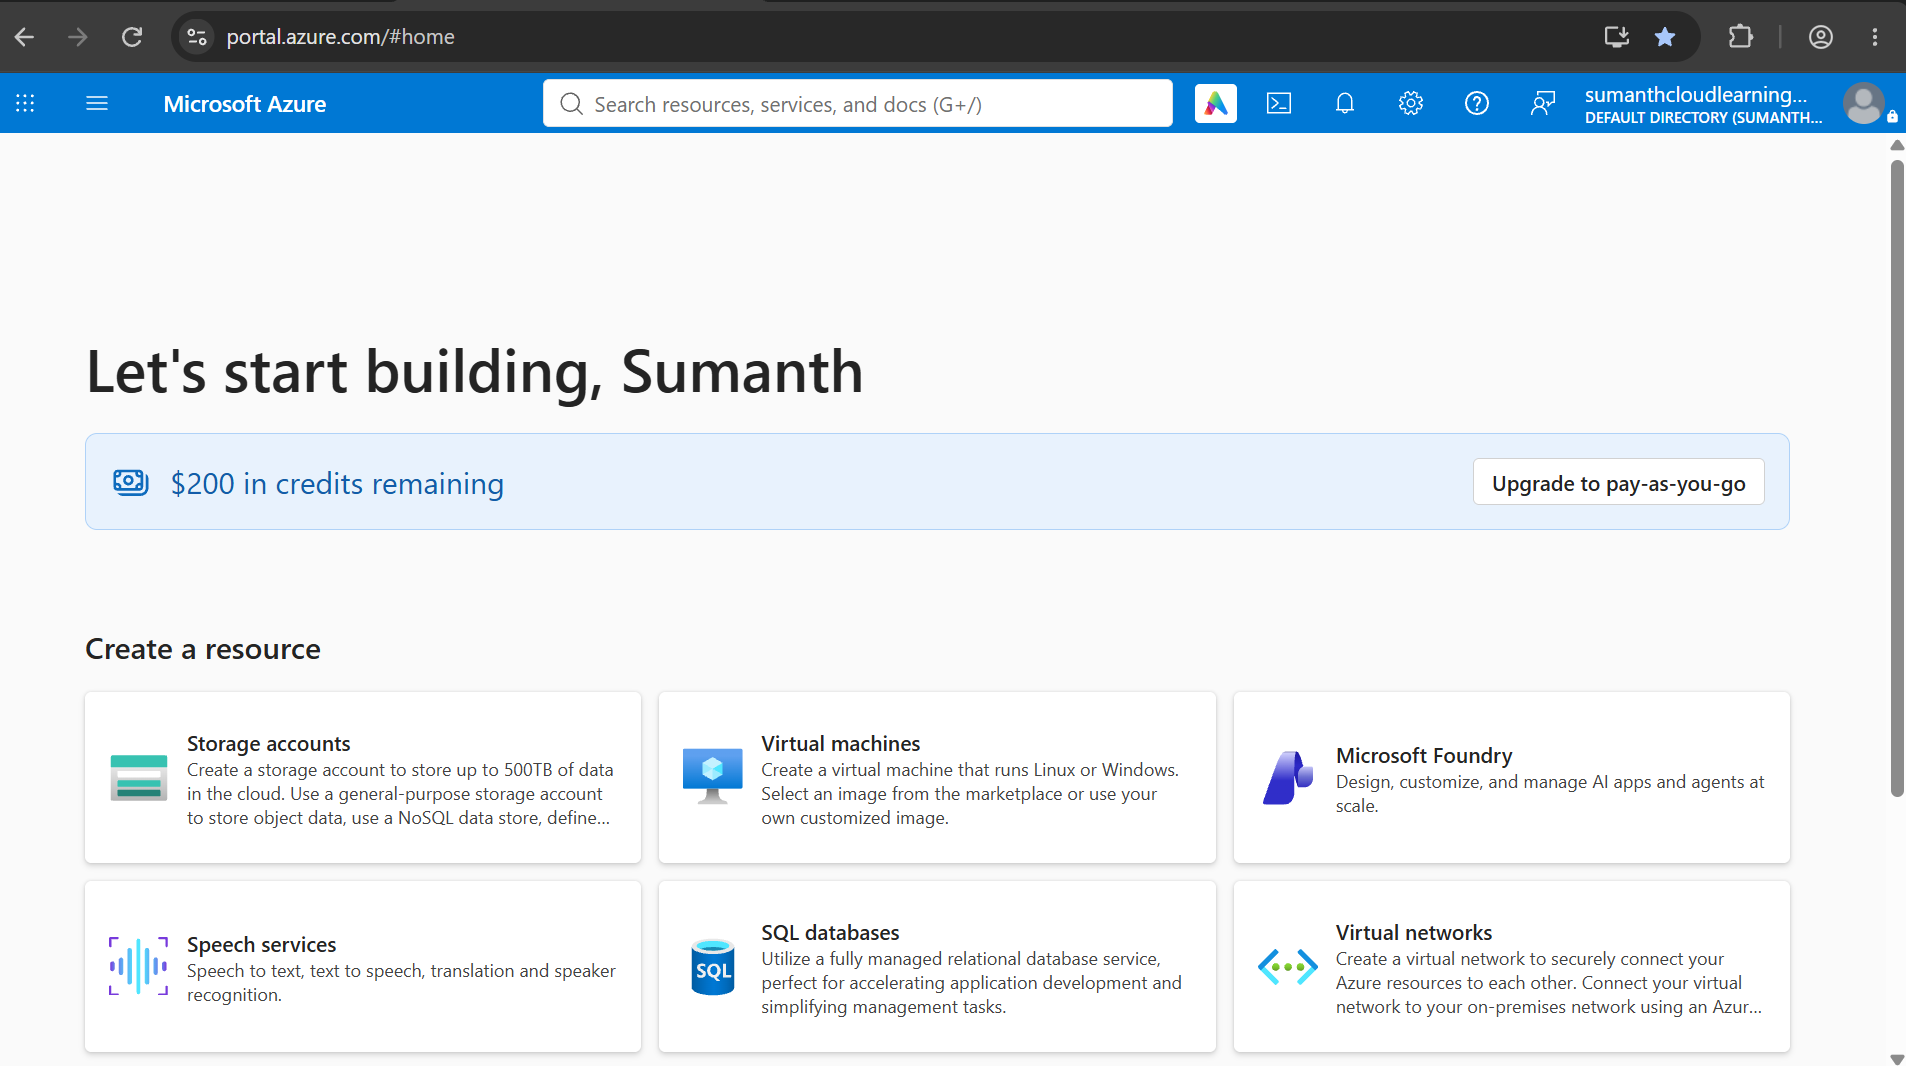 portal.azure.com/#home
Microsoft Azure
Search resources, services, and docs (G+/)
sumanthcloudlearning...
DEFAULT DIRECTORY (SUMANTH...
Let's start building, Sumanth
$200 in credits remaining
Upgrade to pay-as-you-go
Create a resource
Storage accounts
Create a storage account to store up to 500TB of data
in the cloud. Use a general-purpose storage account
to store object data, use a NoSQL data store, define...
Virtual machines
Create a virtual machine that runs Linux or Windows.
Select an image from the marketplace or use your
own customized image.
Microsoft Foundry
Design, customize, and manage AI apps and agents at
scale.
Speech services
Speech to text, text to speech, translation and speaker
recognition.
SQL
SQL databases
Utilize a fully managed relational database service,
perfect for accelerating application development and
simplifying management tasks.
Virtual networks
Create a virtual network to securely connect your
Azure resources to each other. Connect your virtual
network to your on-premises network using an Azur...